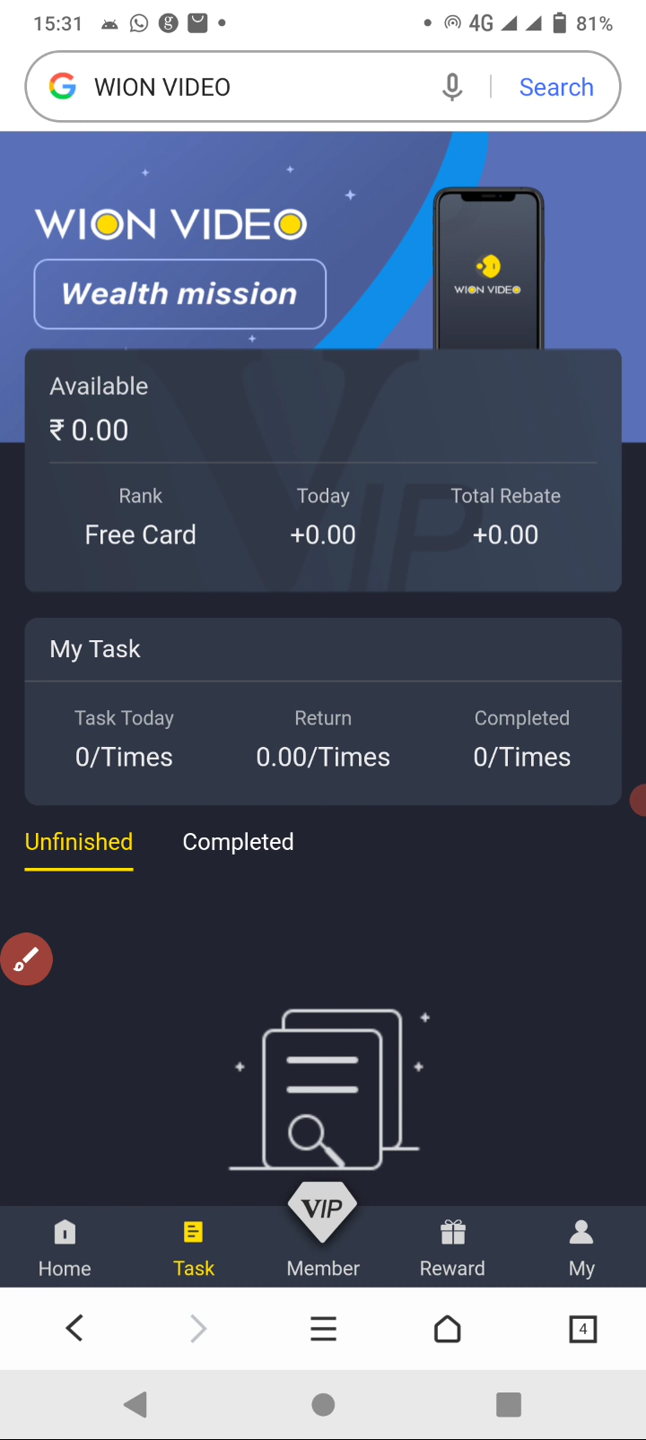 15:31 4G 81%
WION VIDEO Search
WION VIDEO
Wealth mission
WION VIDEO
Available
₹ 0.00
Rank Today Total Rebate
Free Card +0.00 +0.00
VIP
My Task
Task Today Return Completed
0/Times 0.00/Times 0/Times
Unfinished Completed
VIP
Home Task Member Reward My
4